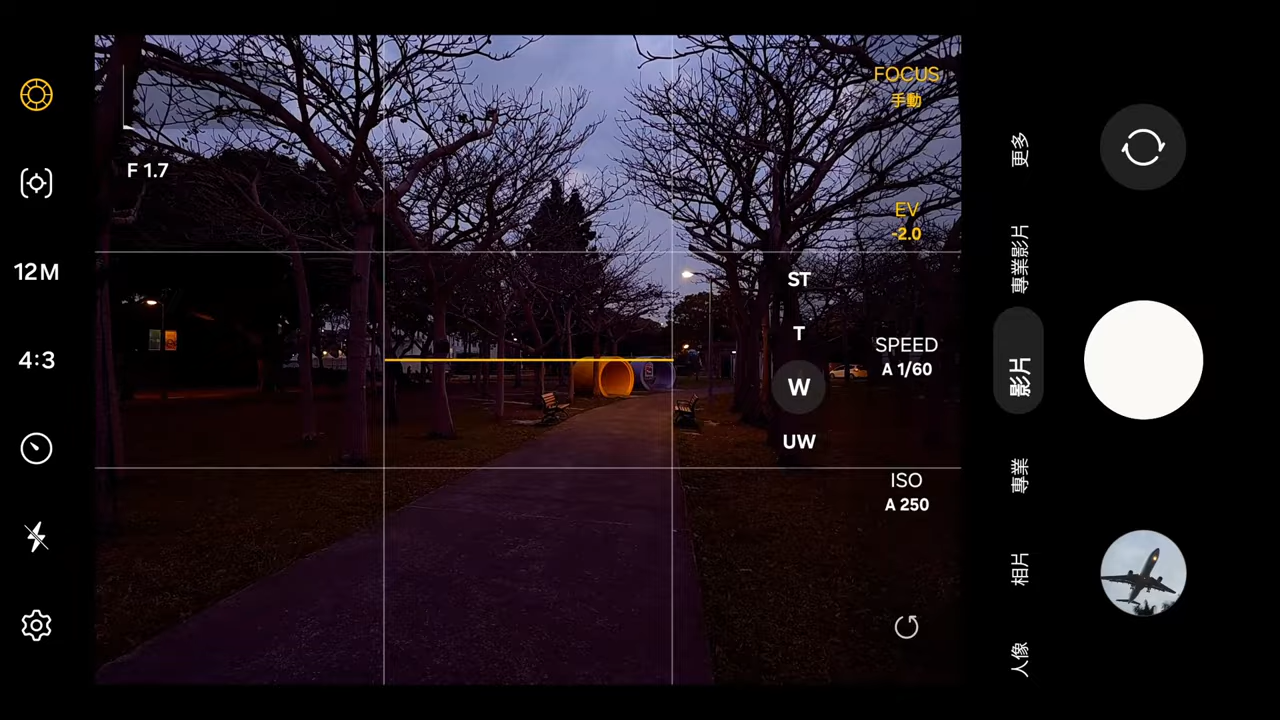 12M
4:3
F 1.7
FOCUS
手動
EV
-2.0
ST
T
W
UW
SPEED
A 1/60
ISO
A 250
更多
專業影片
影片
專業
相片
人像